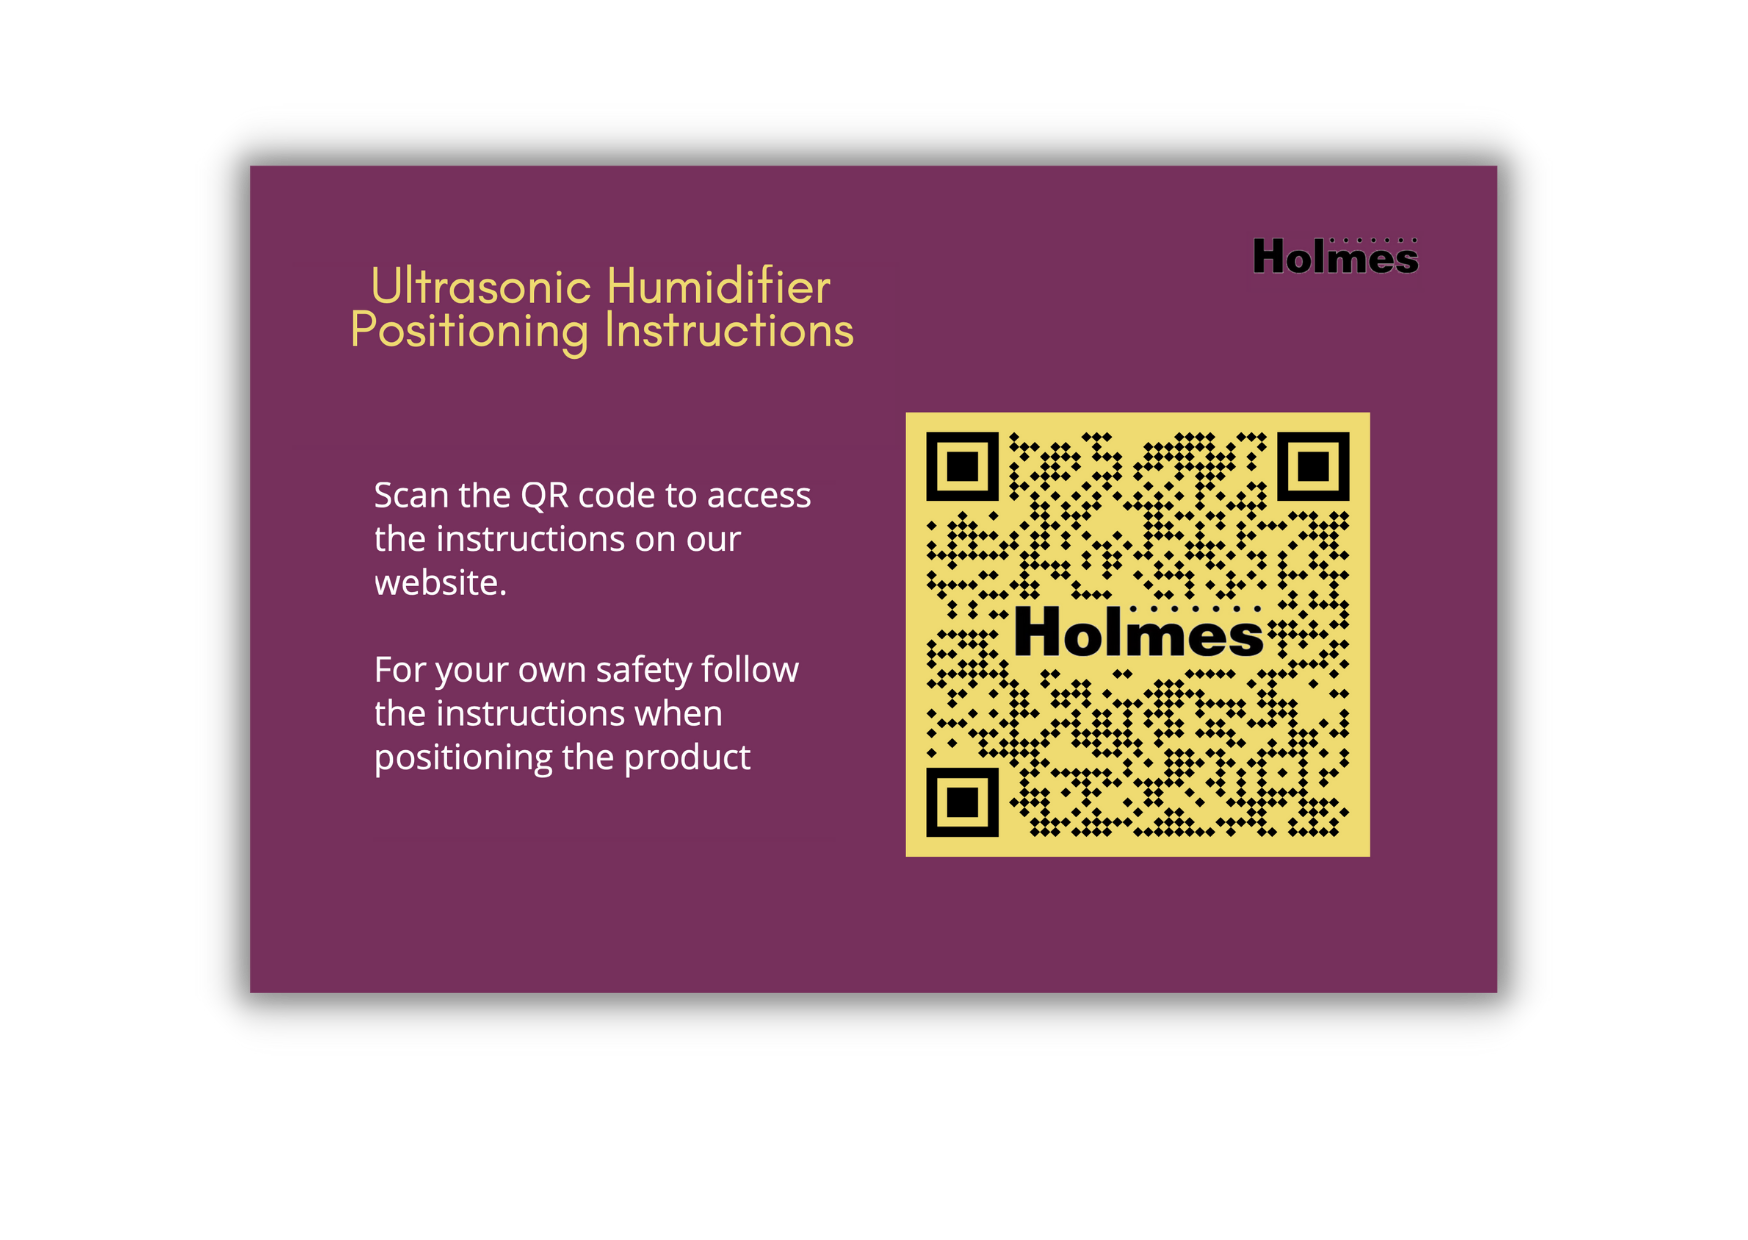 Holmes
Ultrasonic Humidifier
Positioning Instructions
Scan the QR code to access
the instructions on our
website.
For your own safety follow
the instructions when
positioning the product
Holmes